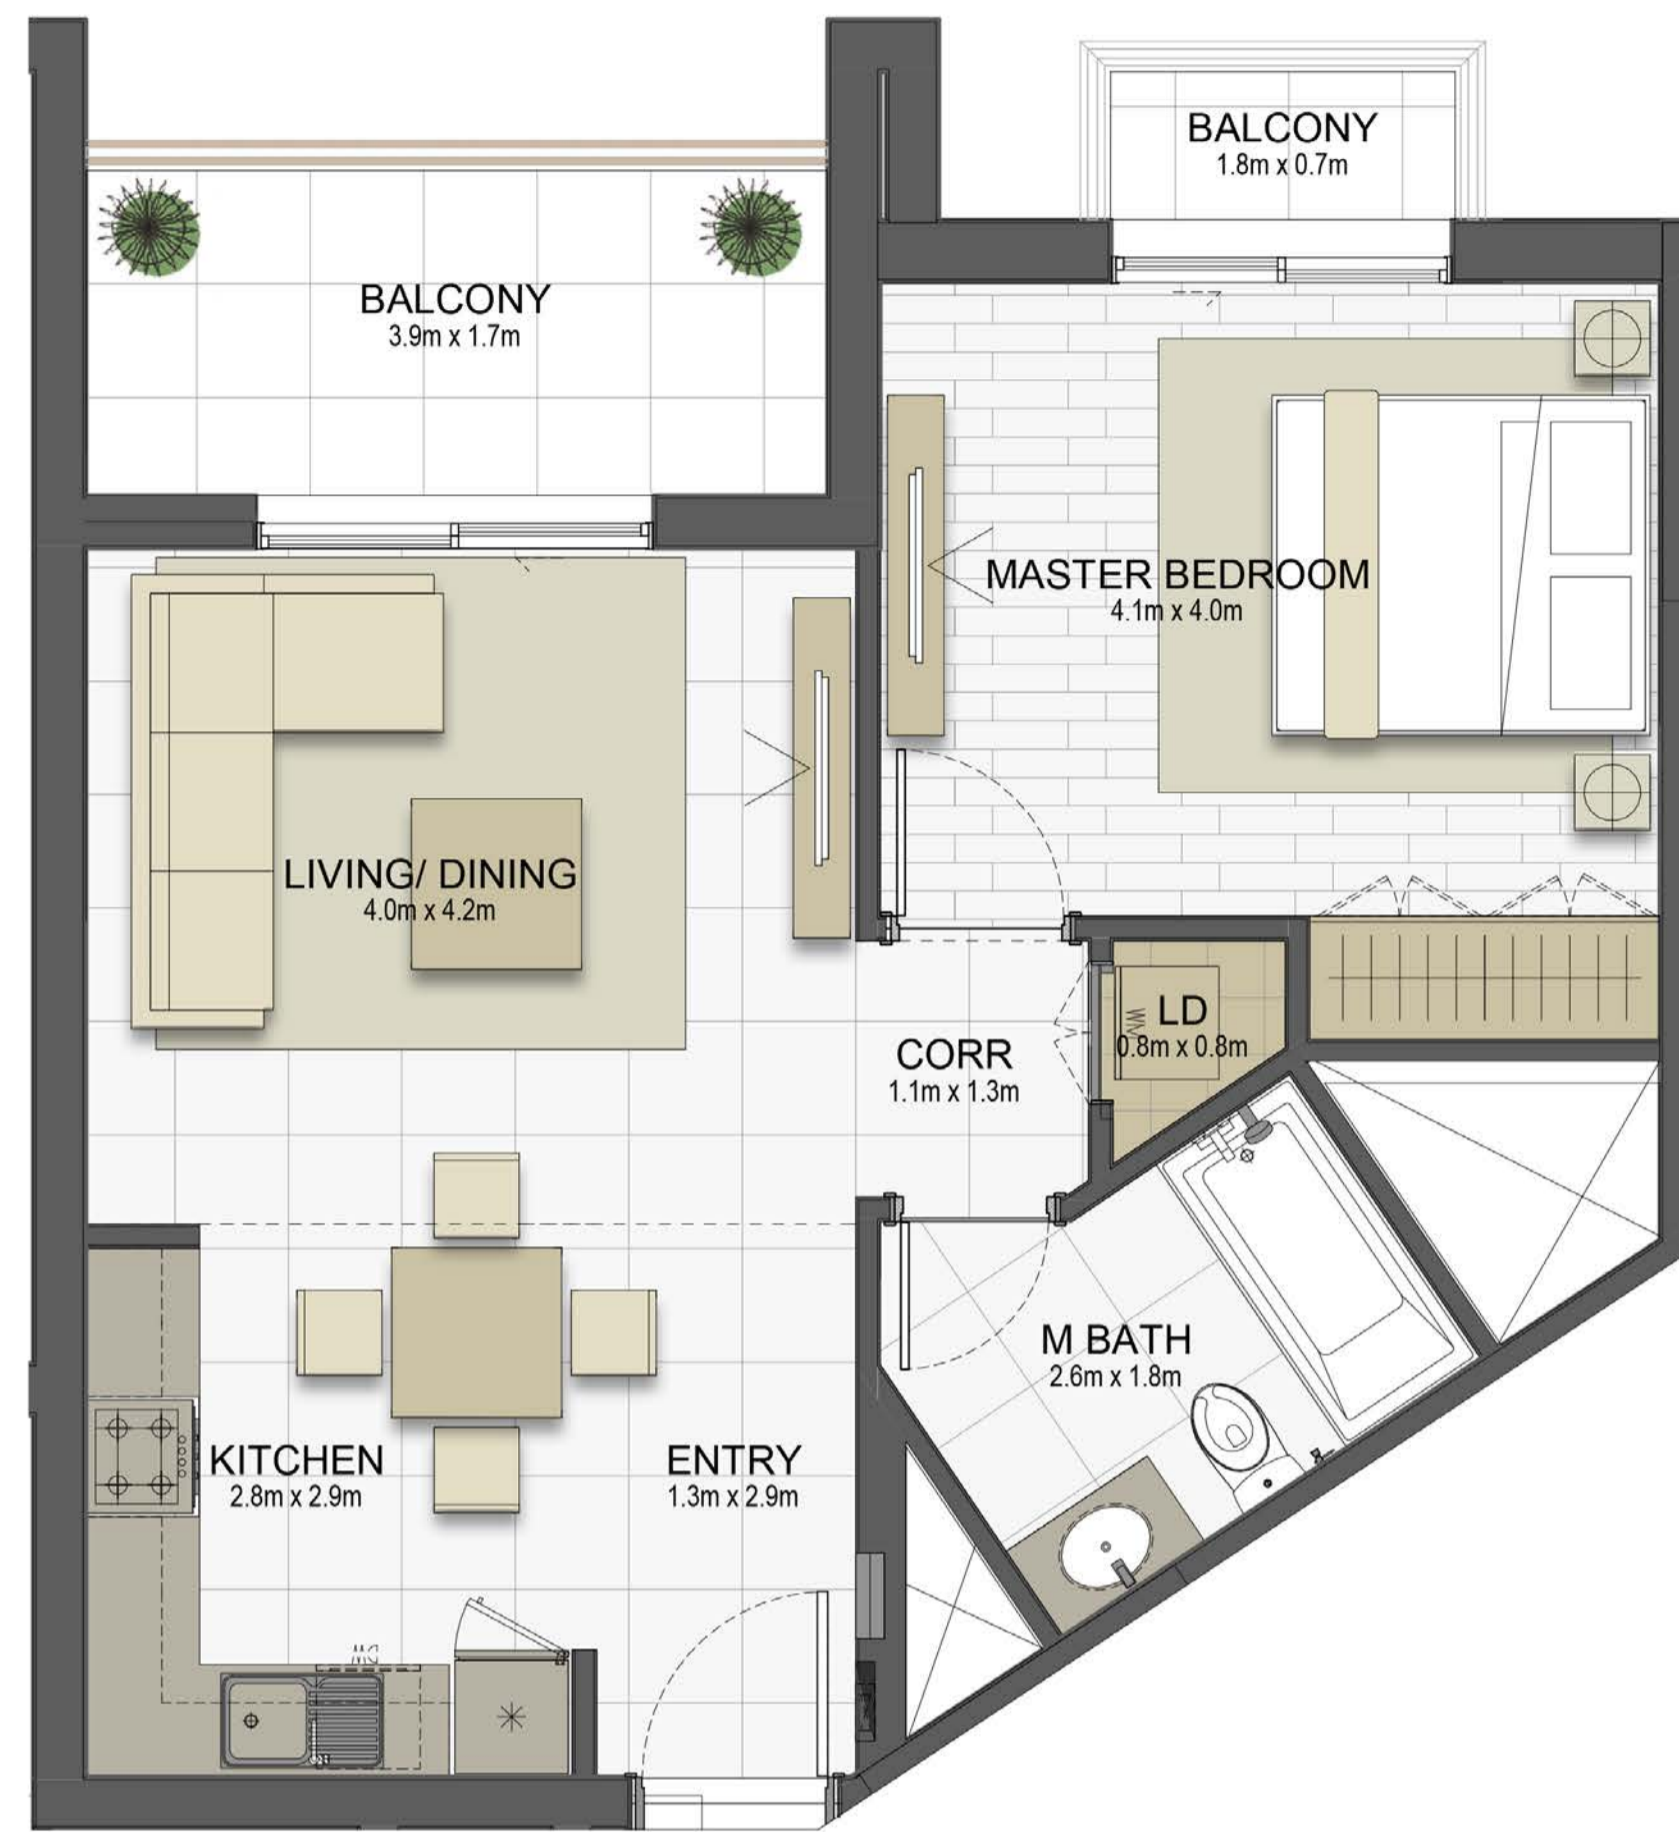 BALCONY
1.8m x 0.7m
BALCONY
3.9m x 1.7m
MASTER BEDROOM
4.1m x 4.0m
LIVING/ DINING
4.0m x 4.2m
LD
0.8m x 0.8m
WM
CORR
1.1m x 1.3m
M BATH
2.6m x 1.8m
KITCHEN
2.8m x 2.9m
ENTRY
1.3m x 2.9m
DW